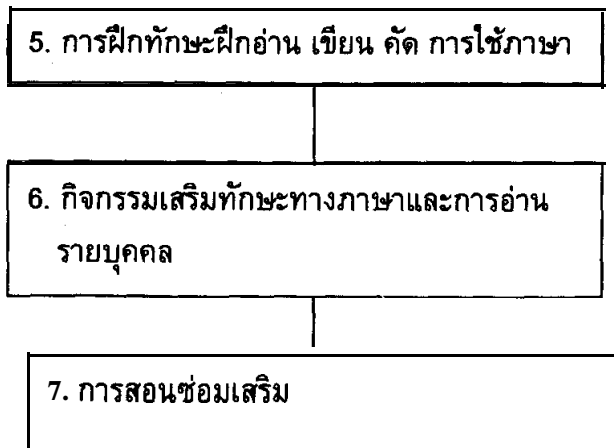 5. การฝึกทักษะฝึกอ่าน เขียน คัด การใช้ภาษา
6. กิจกรรมเสริมทักษะทางภาษาและการอ่าน
รายบุคคล
7. การสอนซ่อมเสริม